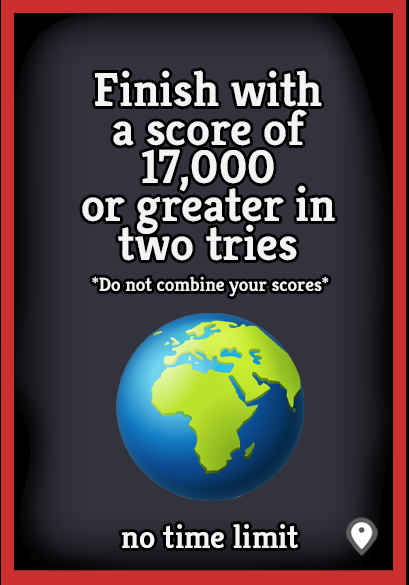 Finish with
a score of
17,000
or greater in
two tries
*Do not combine your scores*
no time limit